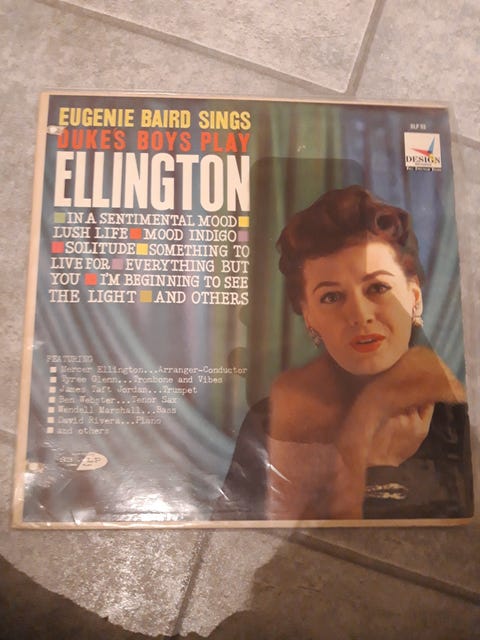 EUGENIE BAIRD SINGS
DUKES BOYS PLAY
ELLINGTON
IN A SENTIMENTAL MOOD
LUSH LIFE MOOD INDIGO
SOLITUDE SOMETHING TO
LIVE FOR EVERYTHING BUT
YOU I'M BEGINNING TO SEE
THE LIGHT AND OTHERS
FEATURING
Mercer Ellington...Arranger-Conductor
Tyree Glenn...Trombone and Vibes
James Taft Jordan...Trumpet
Ben Webster...Tenor Sax
Wendell Marshall...Bass
David Rivera...Piano
and others
DESIGN